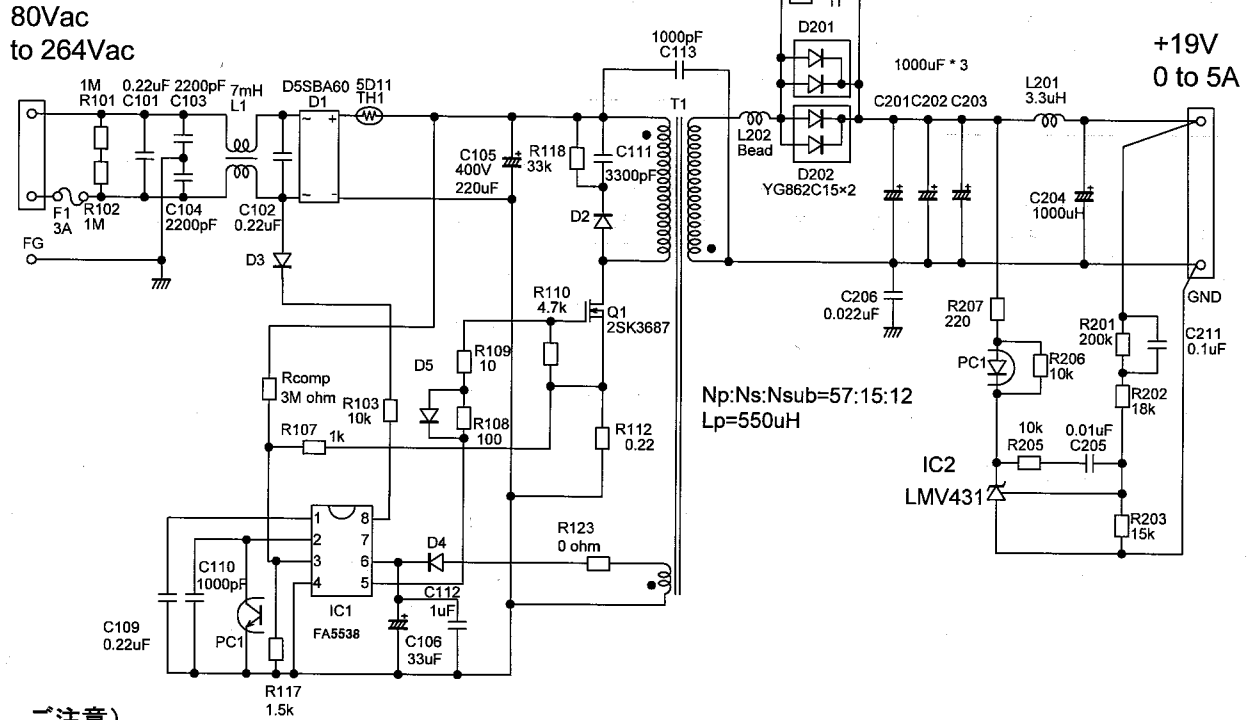 80Vac
to 264Vac
1M
R101
0.22uF
C101
2200pF
C103
7mH
L1
D5SBA60
D1
5D11
TH1
1000pF
C113
D201
1000uF * 3
+19V
0 to 5A
T1
C201
C202
C203
L201
3.3uH
L202
Bead
~
+
~
−
C105
400V
220uF
R118
33k
C111
3300pF
D202
YG862C15×2
F1
3A
R102
1M
C104
2200pF
C102
0.22uF
D2
C204
1000uH
FG
D3
R110
4.7k
Q1
2SK3687
C206
0.022uF
R207
220
GND
R201
200k
C211
0.1uF
PC1
R206
10k
Rcomp
3M ohm
R103
10k
D5
R109
10
R108
100
R107
1k
R112
0.22
Np:Ns:Nsub=57:15:12
Lp=550uH
R202
18k
10k
R205
0.01uF
C205
IC2
LMV431
R203
15k
1
2
3
4
8
7
6
5
IC1
FA5538
D4
R123
0 ohm
C110
1000pF
C112
1uF
C109
0.22uF
PC1
C106
33uF
R117
1.5k
ご注意)